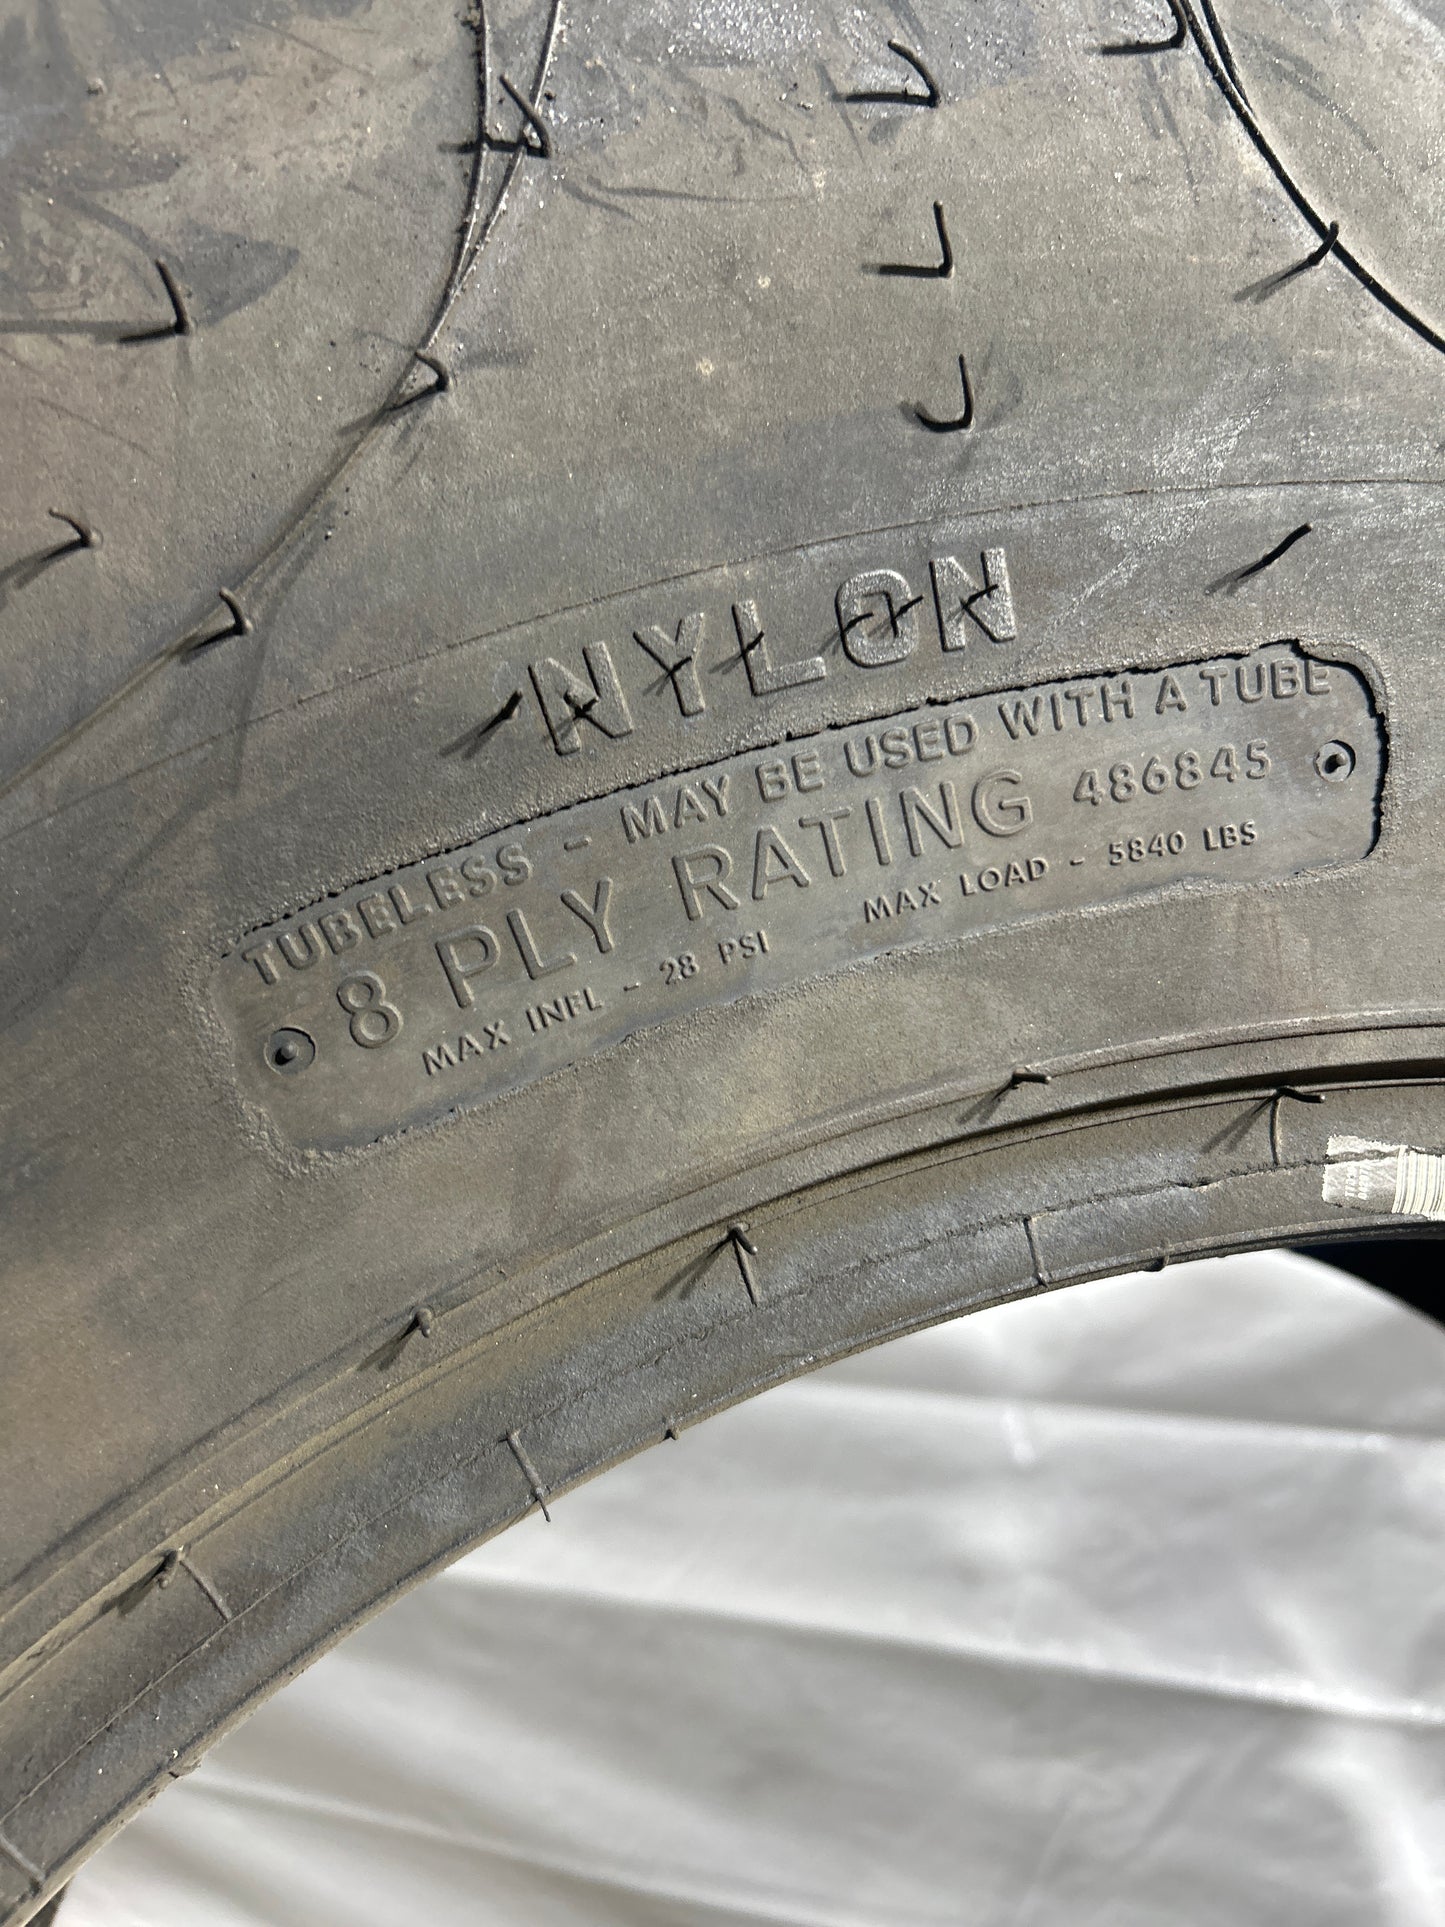 NYLON
TUBELESS - MAY BE USED WITH A TUBE
8 PLY RATING 486845
MAX INFL - 28 PSI MAX LOAD - 5840 LBS